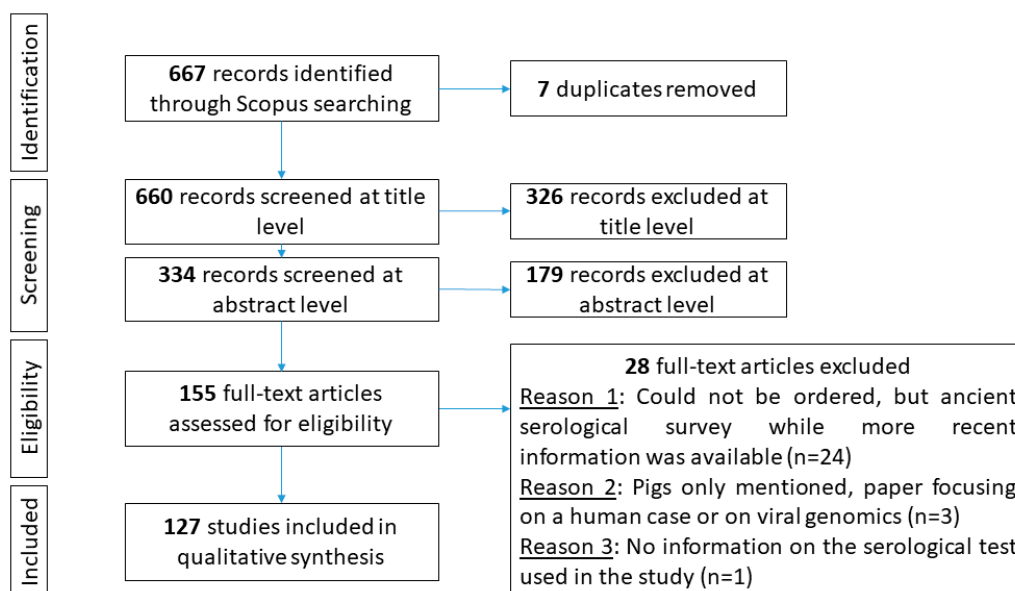 Identification
667 records identified
through Scopus searching
7 duplicates removed
Screening
660 records screened at title
level
326 records excluded at
title level
334 records screened at
abstract level
179 records excluded at
abstract level
Eligibility
155 full-text articles
assessed for eligibility
28 full-text articles excluded
Reason 1: Could not be ordered, but ancient
serological survey while more recent
information was available (n=24)
Reason 2: Pigs only mentioned, paper focusing
on a human case or on viral genomics (n=3)
Reason 3: No information on the serological test
used in the study (n=1)
Included
127 studies included in
qualitative synthesis